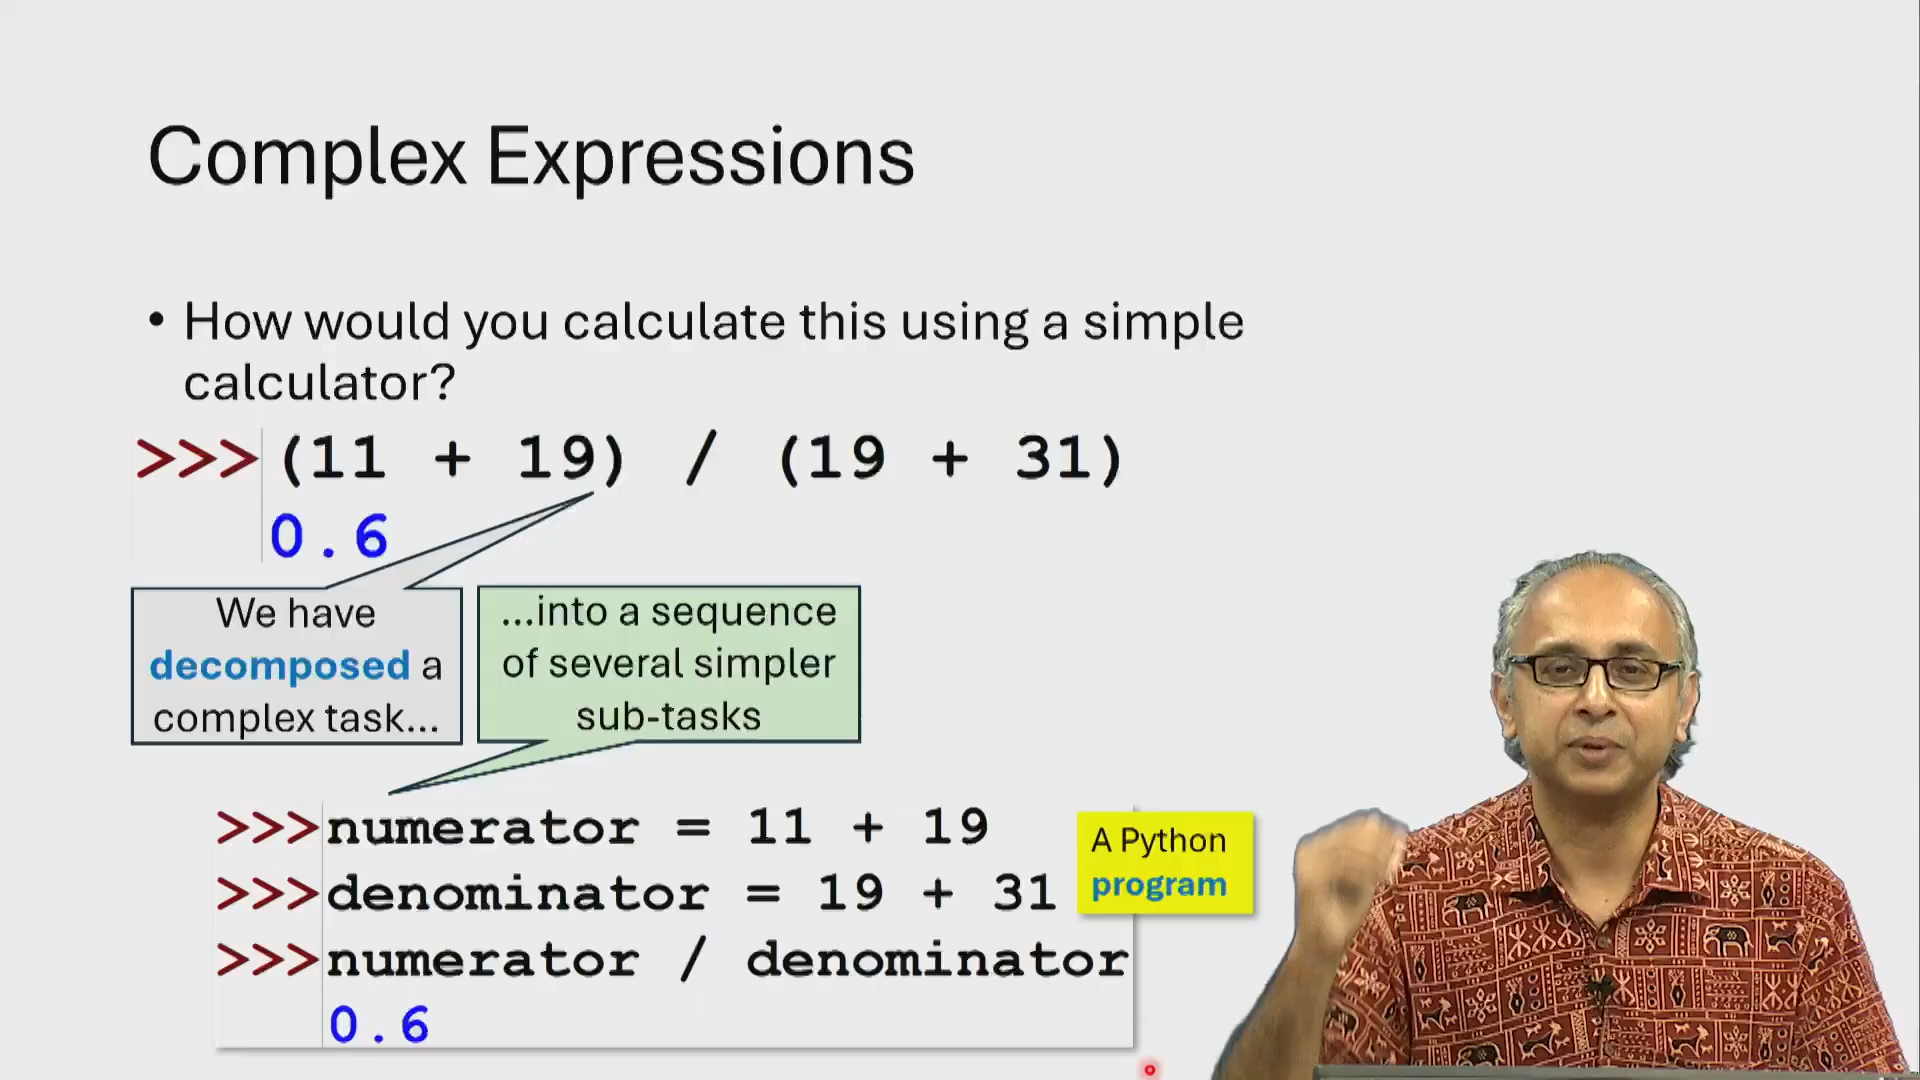 Complex Expressions
• How would you calculate this using a simple
calculator?
>>> (11 + 19) / (19 + 31)
0.6
We have
decomposed a
complex task...
...into a sequence
of several simpler
sub-tasks
>>> numerator = 11 + 19
>>> denominator = 19 + 31
>>> numerator / denominator
0.6
A Python
program